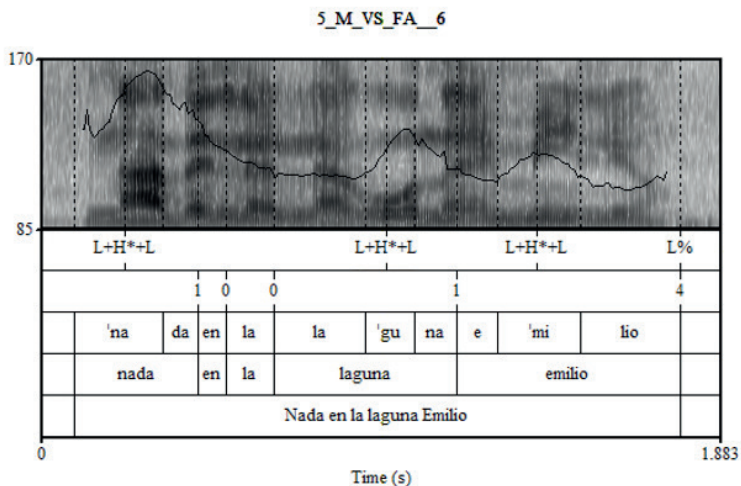 5_M_VS_FA__6
170
85
L+H*+L L+H*+L L+H*+L L%
1 0 0 1 4
ˈna da en la la ˈgu na e ˈmi lio
nada en la laguna emilio
Nada en la laguna Emilio
0 1.883
Time (s)